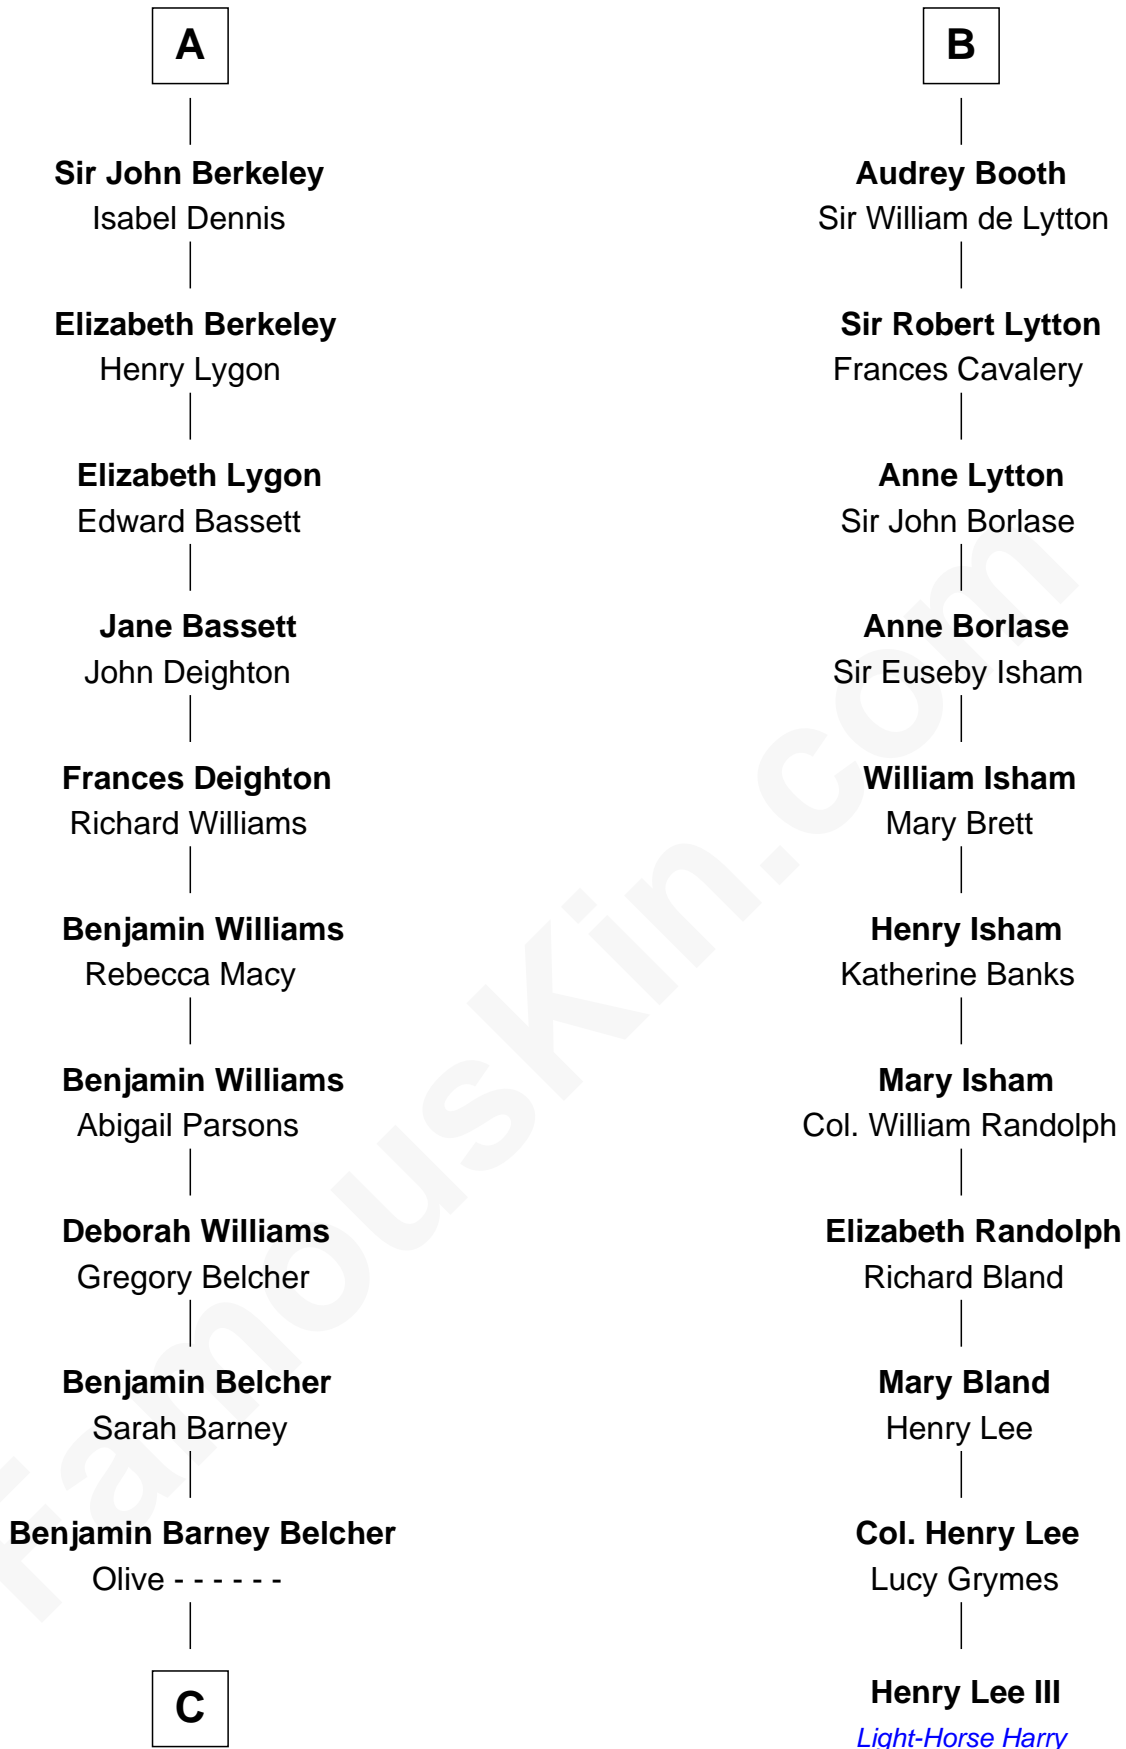 A
Sir John Berkeley
Isabel Dennis
Elizabeth Berkeley
Henry Lygon
Elizabeth Lygon
Edward Bassett
Jane Bassett
John Deighton
Frances Deighton
Richard Williams
Benjamin Williams
Rebecca Macy
Benjamin Williams
Abigail Parsons
Deborah Williams
Gregory Belcher
Benjamin Belcher
Sarah Barney
Benjamin Barney Belcher
Olive - - - - - -
C
B
Audrey Booth
Sir William de Lytton
Sir Robert Lytton
Frances Cavalery
Anne Lytton
Sir John Borlase
Anne Borlase
Sir Euseby Isham
William Isham
Mary Brett
Henry Isham
Katherine Banks
Mary Isham
Col. William Randolph
Elizabeth Randolph
Richard Bland
Mary Bland
Henry Lee
Col. Henry Lee
Lucy Grymes
Henry Lee III
Light-Horse Harry
FamousKin.com